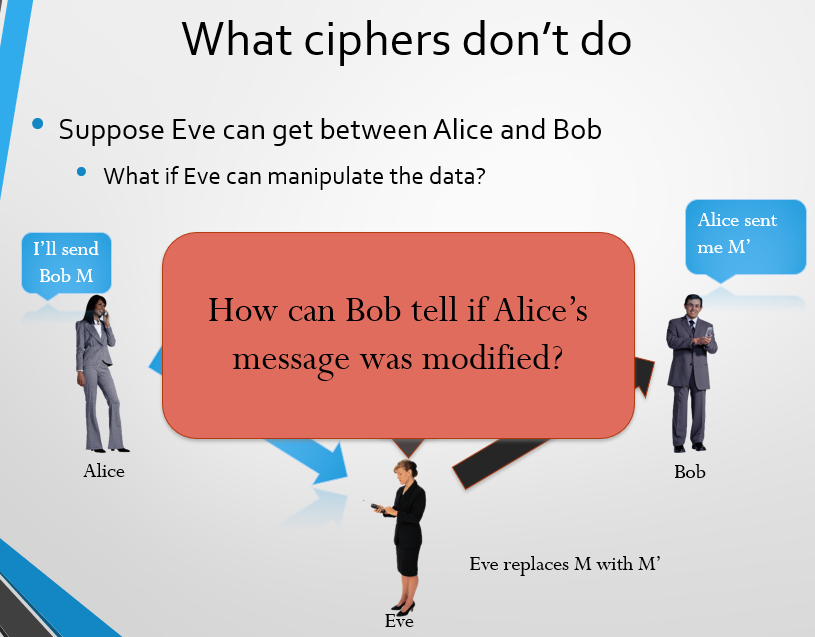 What ciphers don't do
Suppose Eve can get between Alice and Bob
What if Eve can manipulate the data?
I'll send
Bob M
Alice sent
me M'
How can Bob tell if Alice's
message was modified?
Alice
Bob
Eve replaces M with M'
Eve